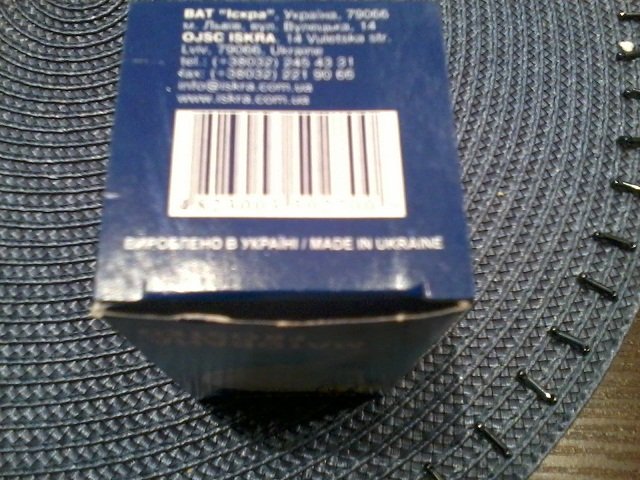 ВАТ "Іскра", Україна, 79066
м. Львів, вул. Вулецька, 14
OJSC ISKRA, 14 Vuletska str.
Lviv, 79066, Ukraine
tel.: (+38032) 245 43 31
fax: (+38032) 221 90 66
info@iskra.com.ua
www.iskra.com.ua
ВИРОБЛЕНО В УКРАЇНІ / MADE IN UKRAINE